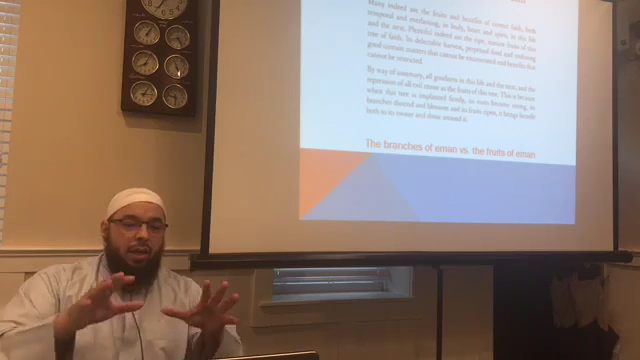 Many indeed are the fruits and benefits of correct faith, both
temporal and everlasting, in body, heart and spirit, in this life
and the next. Plentiful indeed are the ripe, mature fruits of this
tree of faith. Its delectable harvest, perpetual food and enduring
good contain matters that cannot be enumerated and benefits that
cannot be restricted.
By way of summary, all goodness in this life and the next, and the
repression of all evil ensue as the fruits of this tree. This is because
when this tree is implanted firmly, its roots become strong, its
branches distend and blossom and its fruits ripen, it brings benefit
both to its owner and those around it.
The branches of eman vs. the fruits of eman